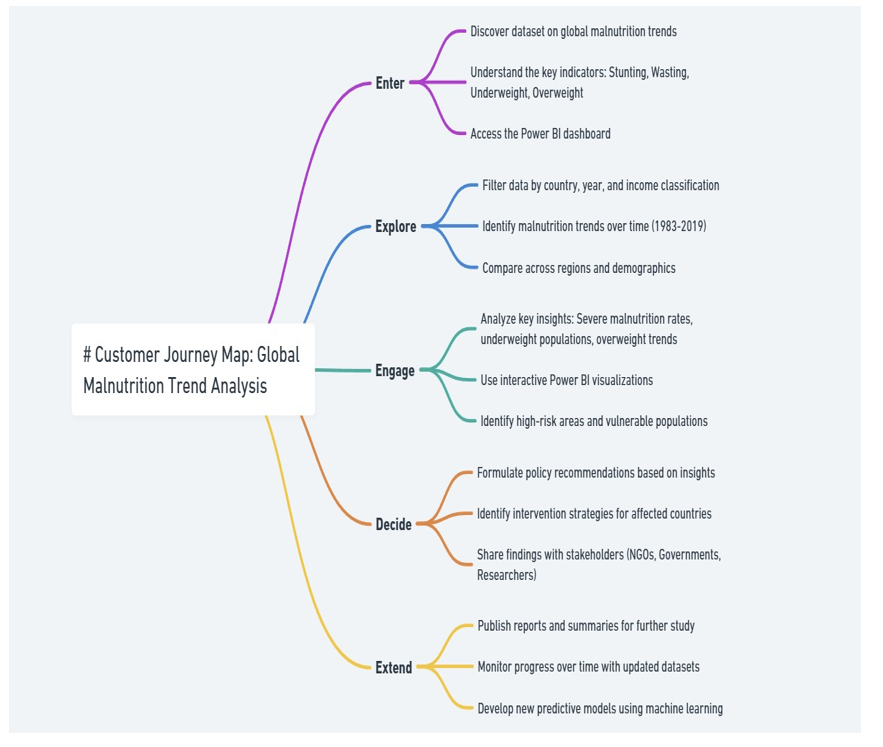 # Customer Journey Map: Global
Malnutrition Trend Analysis
Enter
Discover dataset on global malnutrition trends
Understand the key indicators: Stunting, Wasting,
Underweight, Overweight
Access the Power BI dashboard
Explore
Filter data by country, year, and income classification
Identify malnutrition trends over time (1983-2019)
Compare across regions and demographics
Engage
Analyze key insights: Severe malnutrition rates,
underweight populations, overweight trends
Use interactive Power BI visualizations
Identify high-risk areas and vulnerable populations
Decide
Formulate policy recommendations based on insights
Identify intervention strategies for affected countries
Share findings with stakeholders (NGOs, Governments,
Researchers)
Extend
Publish reports and summaries for further study
Monitor progress over time with updated datasets
Develop new predictive models using machine learning